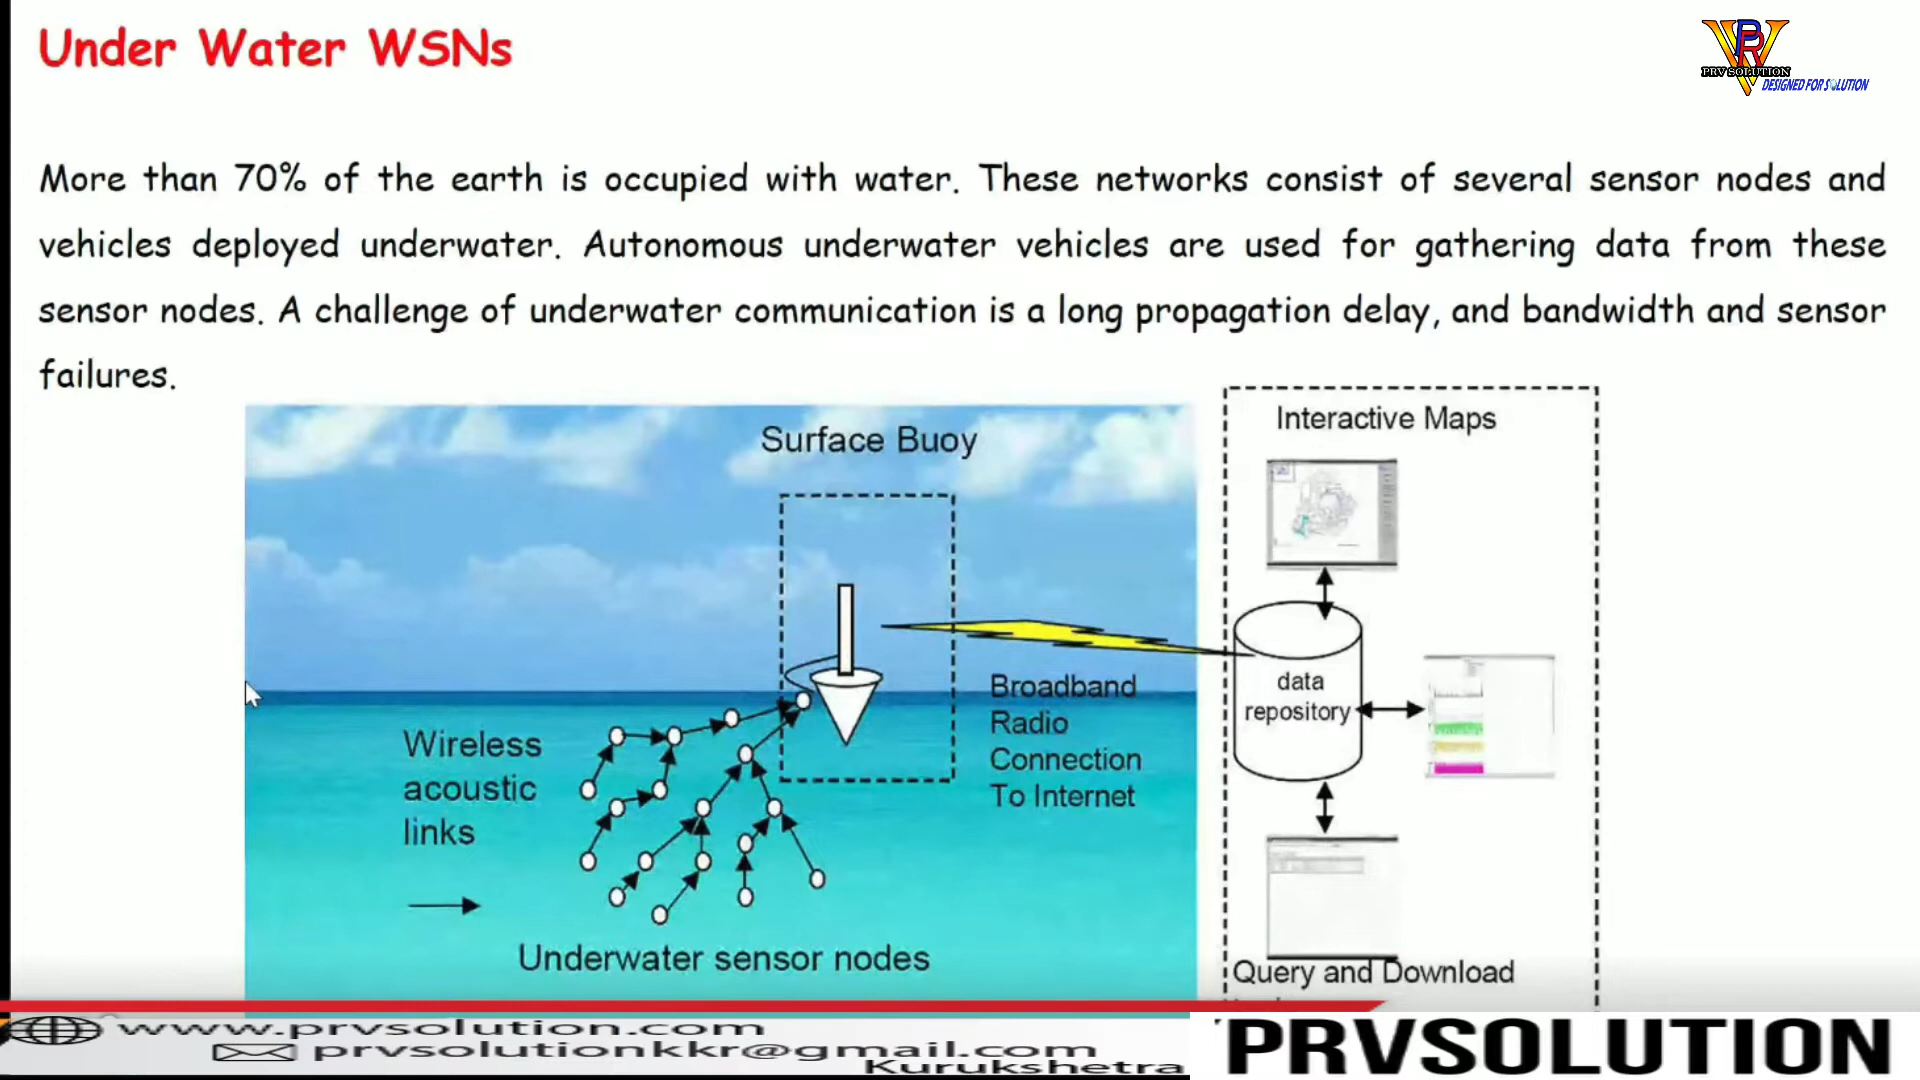 Under Water WSNs
PRV SOLUTION
DESIGNED FOR SOLUTION
More than 70% of the earth is occupied with water. These networks consist of several sensor nodes and
vehicles deployed underwater. Autonomous underwater vehicles are used for gathering data from these
sensor nodes. A challenge of underwater communication is a long propagation delay, and bandwidth and sensor
failures.
Surface Buoy
Interactive Maps
Broadband
Radio
Connection
To Internet
data
repository
Wireless
acoustic
links
Underwater sensor nodes
Query and Download
www.prvsolution.com
prvsolutionkkr@gmail.com
Kurukshetra
PRVSOLUTION